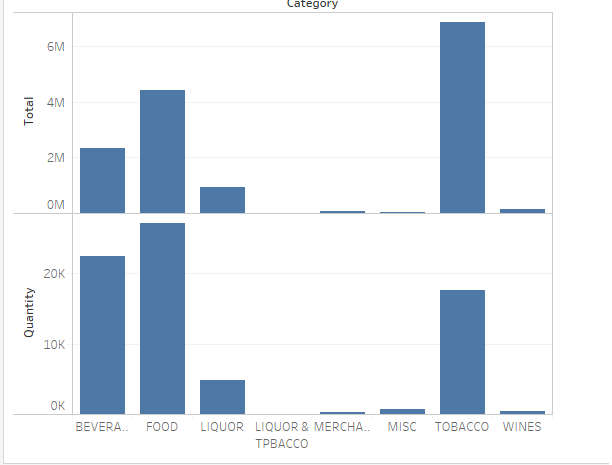 Category
Total
6M
4M
2M
0M
Quantity
20K
10K
0K
BEVERA.. FOOD LIQUOR LIQUOR & MERCHA.. MISC TOBACCO WINES
TPBACCO